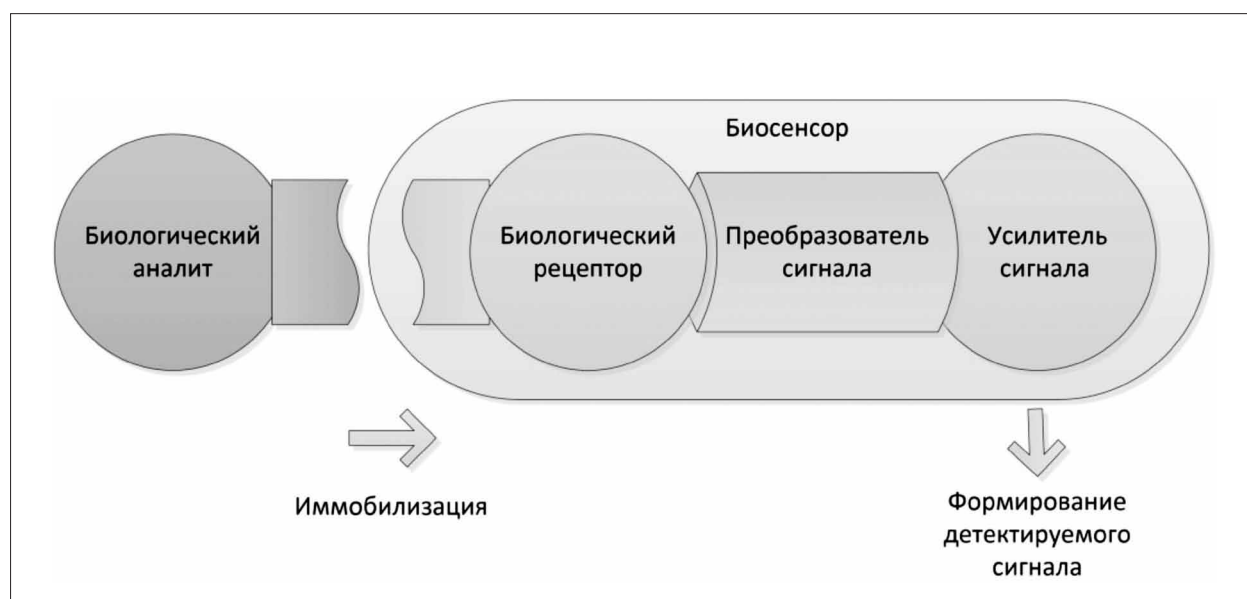 Биосенсор
Биологический
аналит
Биологический
рецептор
Преобразователь
сигнала
Усилитель
сигнала
Иммобилизация
Формирование
детектируемого
сигнала